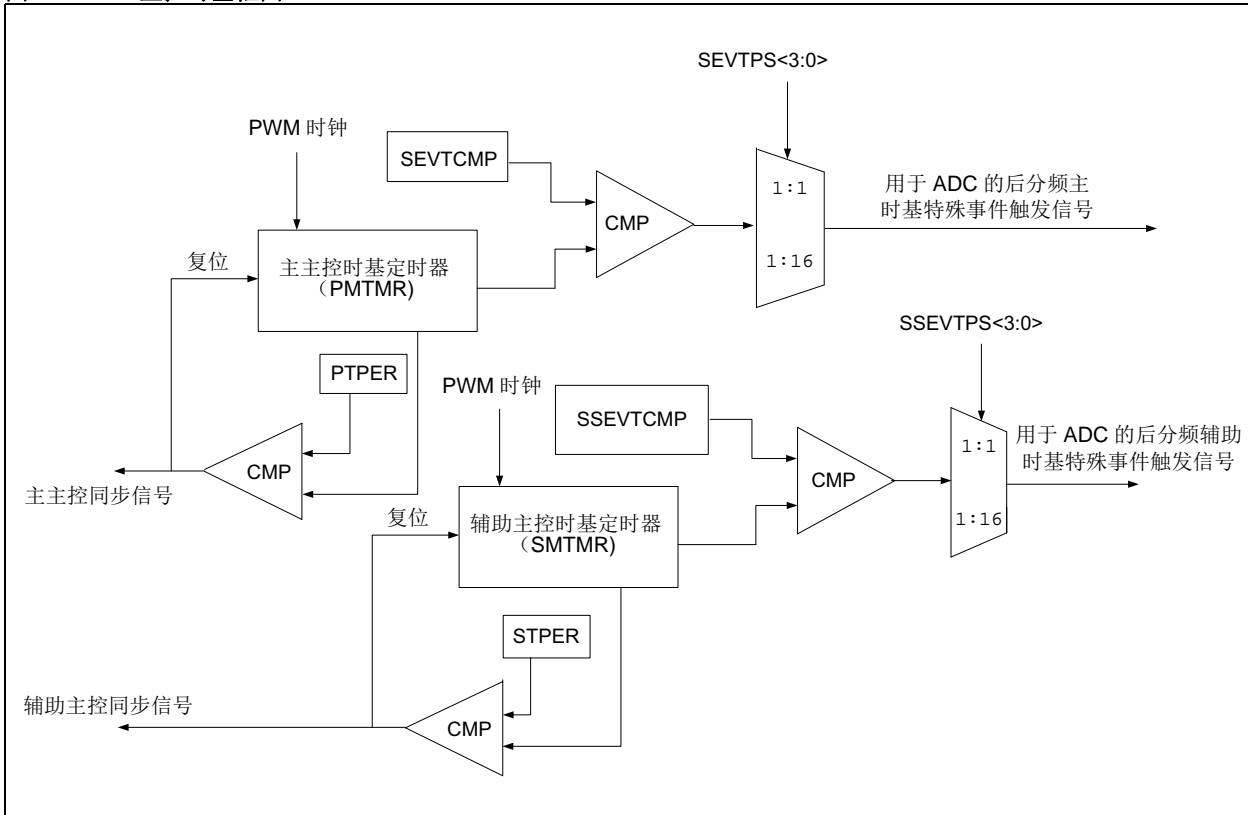 SEVTPS<3:0>
PWM 时钟
SEVTCMP
CMP
1:1
1:16
用于 ADC 的后分频主
时基特殊事件触发信号
复位
主主控时基定时器
（PMTMR)
PTPER
CMP
主主控同步信号
SSEVTPS<3:0>
PWM 时钟
SSEVTCMP
CMP
1:1
1:16
用于 ADC 的后分频辅助
时基特殊事件触发信号
复位
辅助主控时基定时器
（SMTMR)
STPER
CMP
辅助主控同步信号